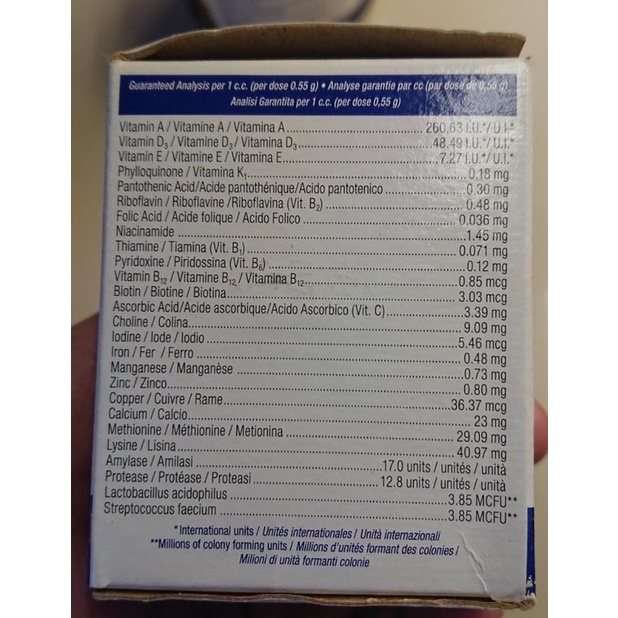 Guaranteed Analysis per 1 c.c. (per dose 0.55 g) • Analyse garantie par cc (par dose de 0,55 g)
Analisi Garantita per 1 c.c. (per dose 0,55 g)
Vitamin A / Vitamine A / Vitamina A 260,63 I.U.*/ U.I.*
Vitamin D3 / Vitamine D3 / Vitamina D3 48,49 I.U.*/ U.I.*
Vitamin E / Vitamine E / Vitamina E 7.27 I.U.*/ U.I.*
Phylloquinone / Vitamina K1 0.18 mg
Pantothenic Acid/Acide pantothénique/Acido pantotenico 0.30 mg
Riboflavin / Riboflavine /Riboflavina (Vit. B2) 0.48 mg
Folic Acid / Acide folique / Acido Folico 0.036 mg
Niacinamide 1.45 mg
Thiamine / Tiamina (Vit. B1) 0.071 mg
Pyridoxine / Piridossina (Vit. B6) 0.12 mg
Vitamin B12 / Vitamine B12 / Vitamina B12 0.85 mcg
Biotin / Biotine / Biotina 3.03 mcg
Ascorbic Acid/Acide ascorbique/Acido Ascorbico (Vit. C) 3.39 mg
Choline / Colina 9.09 mg
Iodine / Iode / Iodio 5.46 mcg
Iron / Fer / Ferro 0.48 mg
Manganese / Manganèse 0.73 mg
Zinc / Zinco 0.80 mg
Copper / Cuivre / Rame 36.37 mcg
Calcium / Calcio 23 mg
Methionine / Méthionine / Metionina 29.09 mg
Lysine / Lisina 40.97 mg
Amylase / Amilasi 17.0 units / unités / unità
Protease / Protéase / Proteasi 12.8 units / unités / unità
Lactobacillus acidophilus 3.85 MCFU**
Streptococcus faecium 3.85 MCFU**
*International units / Unités internationales / Unità internazionali
**Millions of colony forming units / Millions d'unités formant des colonies /
Milioni di unità formanti colonie